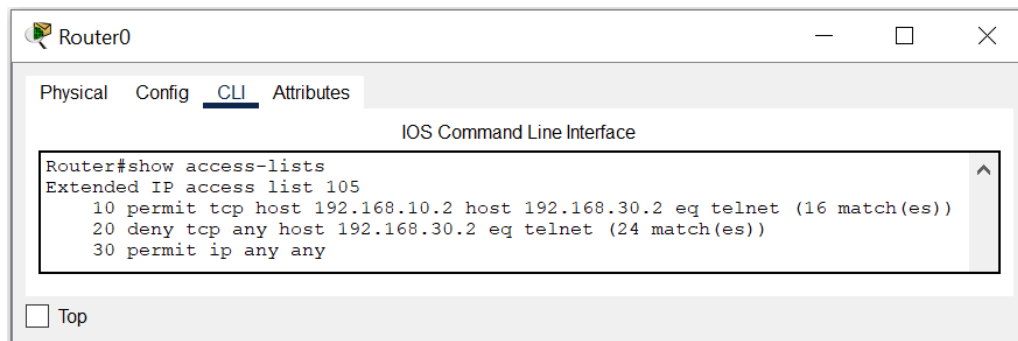 Router0
Physical Config CLI Attributes
IOS Command Line Interface
Router#show access-lists
Extended IP access list 105
10 permit tcp host 192.168.10.2 host 192.168.30.2 eq telnet (16 match(es))
20 deny tcp any host 192.168.30.2 eq telnet (24 match(es))
30 permit ip any any
Top